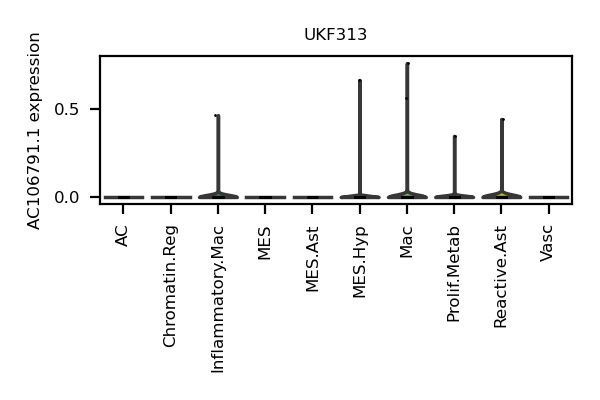 UKF313
AC106791.1 expression
0.5
0.0
AC
Chromatin.Reg
Inflammatory.Mac
MES
MES.Ast
MES.Hyp
Mac
Prolif.Metab
Reactive.Ast
Vasc